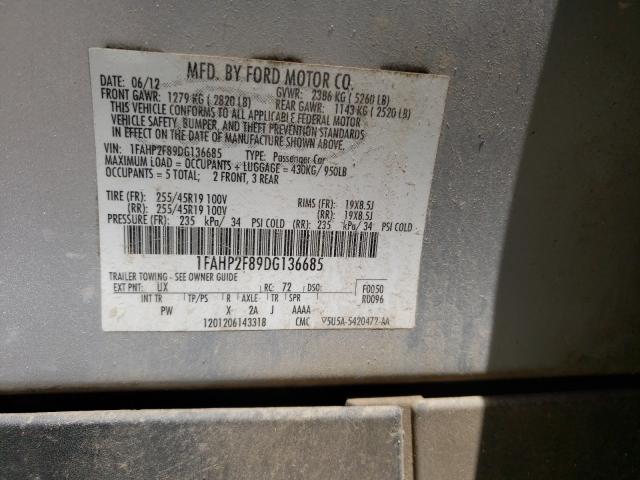 MFD. BY FORD MOTOR CO.
DATE: 06/12
GVWR: 2386 KG ( 5260 LB)
FRONT GAWR: 1279 KG ( 2820 LB)
REAR GAWR: 1143 KG ( 2520 LB)
THIS VEHICLE CONFORMS TO ALL APPLICABLE FEDERAL MOTOR
VEHICLE SAFETY, BUMPER, AND THEFT PREVENTION STANDARDS
IN EFFECT ON THE DATE OF MANUFACTURE SHOWN ABOVE.
VIN: 1FAHP2F89DG136685 TYPE: Passenger Car
MAXIMUM LOAD = OCCUPANTS + LUGGAGE = 430KG/ 950LB
OCCUPANTS = 5 TOTAL; 2 FRONT, 3 REAR
TIRE (FR): 255/45R19 100V RIMS (FR): 19X8.5J
(RR): 255/45R19 100V (RR): 19X8.5J
PRESSURE (FR): 235 kPa/ 34 PSI COLD (RR): 235 kPa/ 34 PSI COLD
1FAHP2F89DG136685
TRAILER TOWING - SEE OWNER GUIDE
EXT PNT: UX RC: 72 DSO: F0050
INT TR TP/PS R AXLE TR SPR R0096
PW X 2A J AAAA
1201206143318 CMC 5U5A-5420472-AA